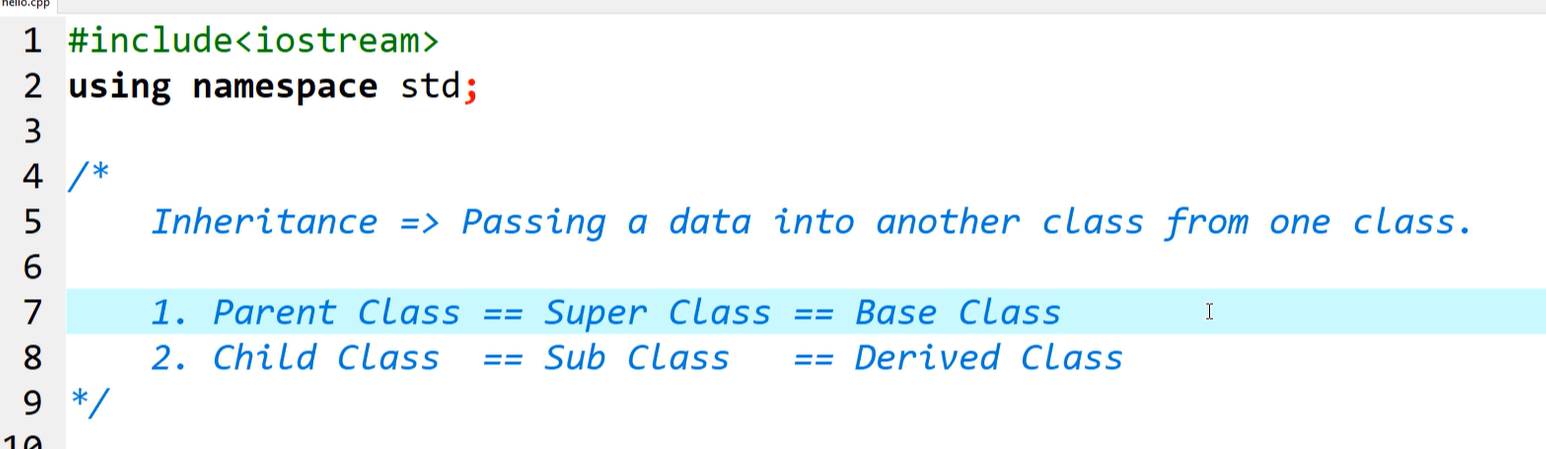 hello.cpp
1 #include<iostream>
2 using namespace std;
3
4 /*
5 Inheritance => Passing a data into another class from one class.
6
7 1. Parent Class == Super Class == Base Class
8 2. Child Class == Sub Class == Derived Class
9 */
10